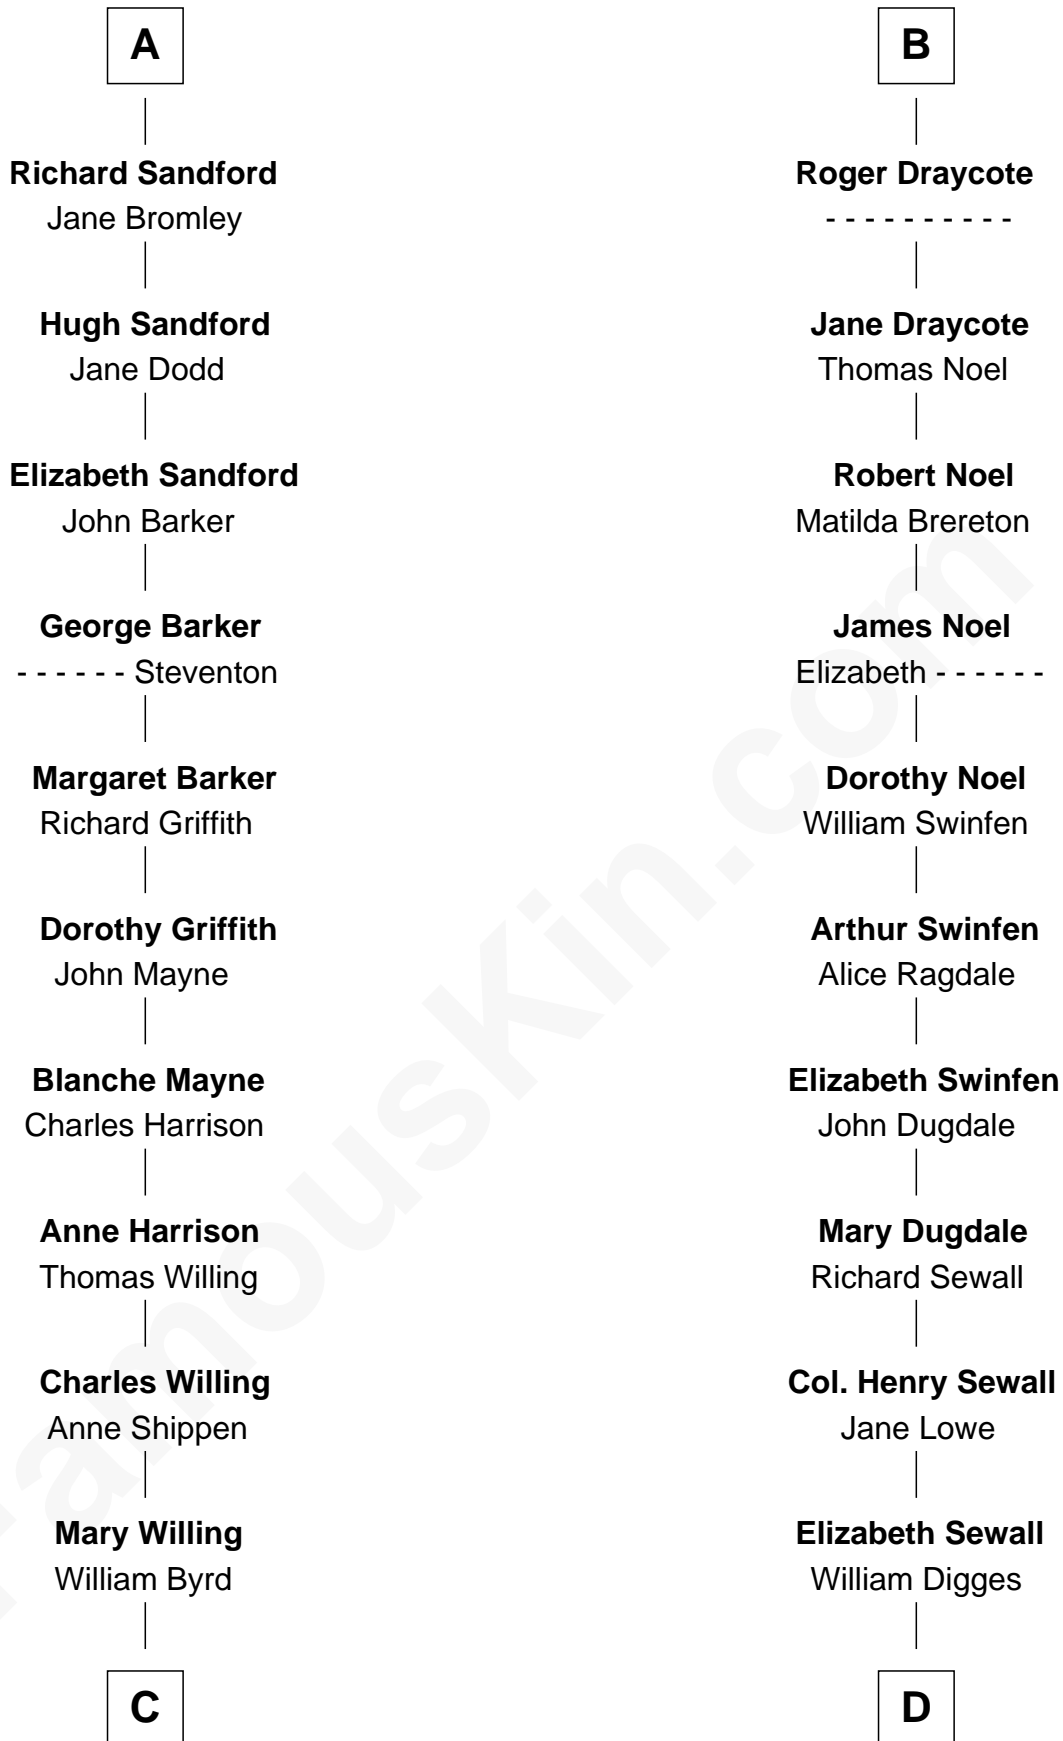 A
Richard Sandford
Jane Bromley
Hugh Sandford
Jane Dodd
Elizabeth Sandford
John Barker
George Barker
- - - - - - Steventon
Margaret Barker
Richard Griffith
Dorothy Griffith
John Mayne
Blanche Mayne
Charles Harrison
Anne Harrison
Thomas Willing
Charles Willing
Anne Shippen
Mary Willing
William Byrd
C
B
Roger Draycote
- - - - - - - - - -
Jane Draycote
Thomas Noel
Robert Noel
Matilda Brereton
James Noel
Elizabeth - - - - - -
Dorothy Noel
William Swinfen
Arthur Swinfen
Alice Ragdale
Elizabeth Swinfen
John Dugdale
Mary Dugdale
Richard Sewall
Col. Henry Sewall
Jane Lowe
Elizabeth Sewall
William Digges
D
FamousKin.com